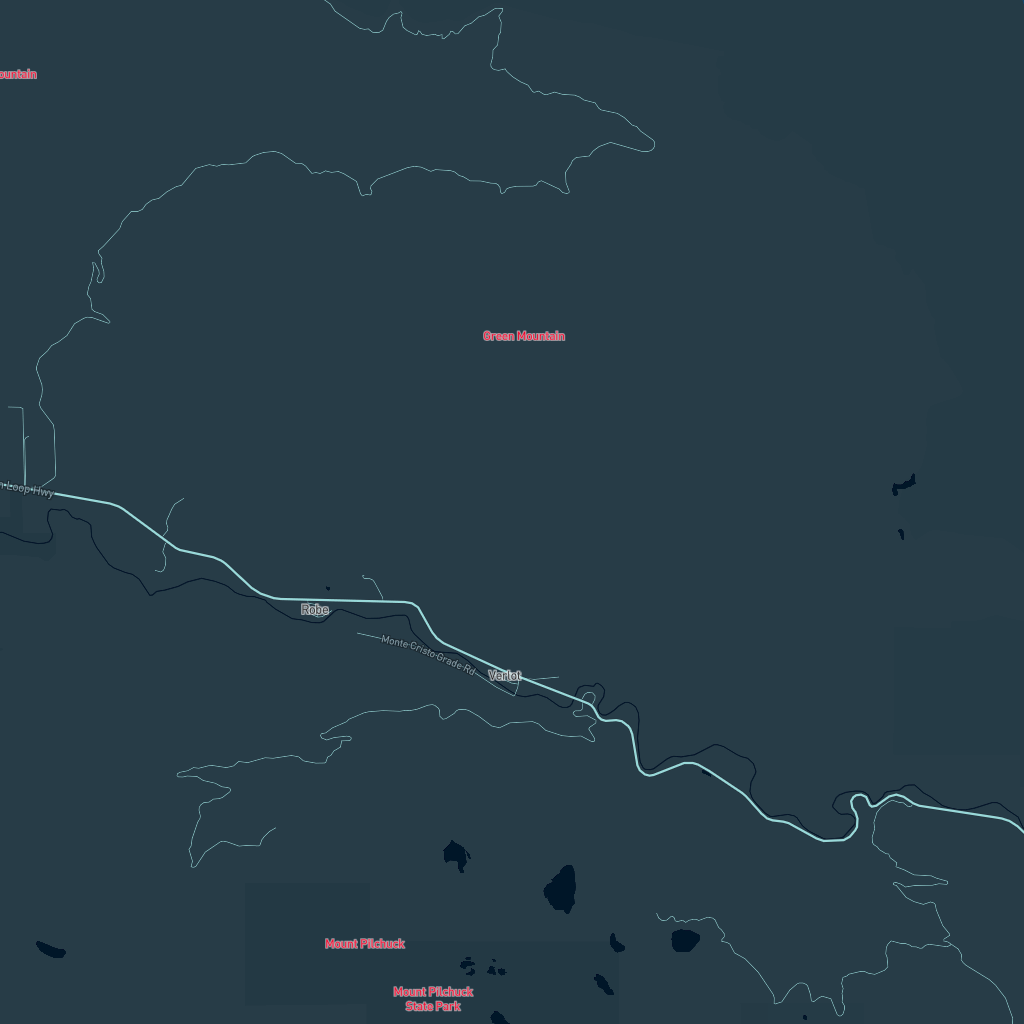 ountain
Green Mountain
n Loop Hwy
Robe
Monte Cristo Grade Rd
Verlot
Mount Pilchuck
Mount Pilchuck
State Park